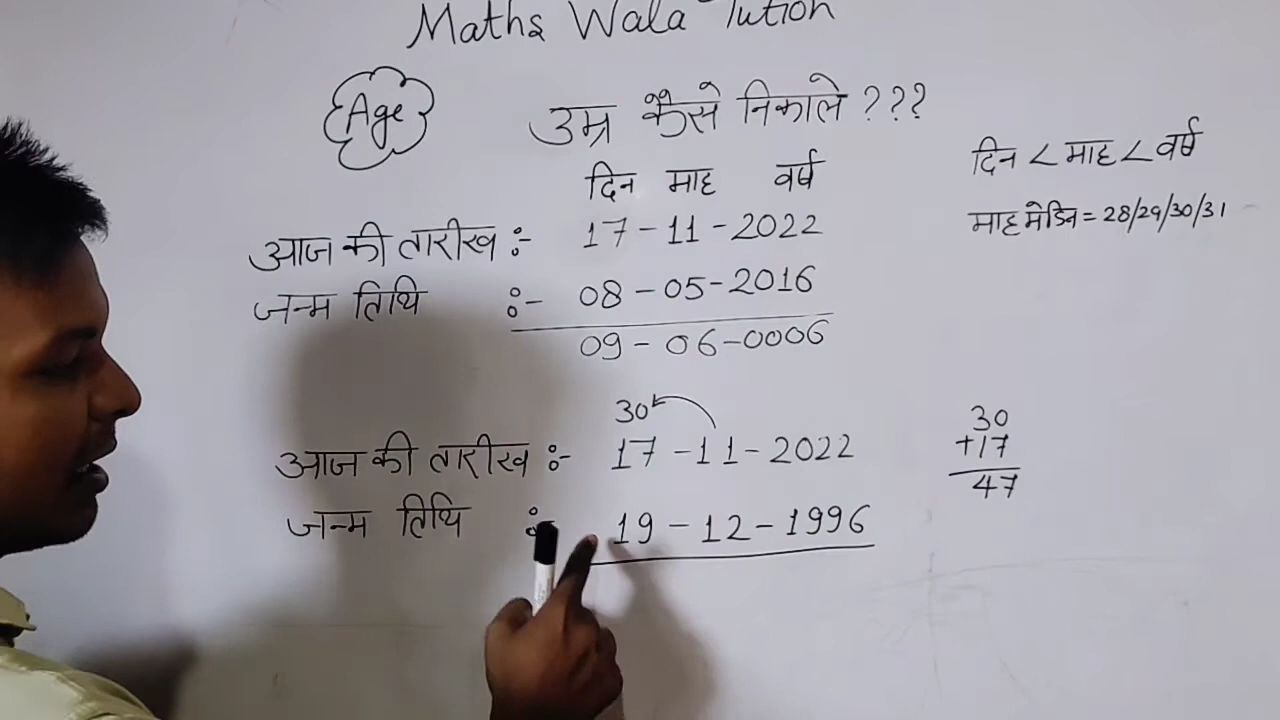 Maths Wala Tution
Age
उम्र कैसे निकाले ???
दिन माह वर्ष
आज की तारीख :- 17-11-2022
जन्म तिथि :- 08-05-2016
09-06-0006
दिन < माह < वर्ष
माह मे दिन = 28/29/30/31
30
आज की तारीख :- 17-11-2022
जन्म तिथि :- 19-12-1996
30
+17
47